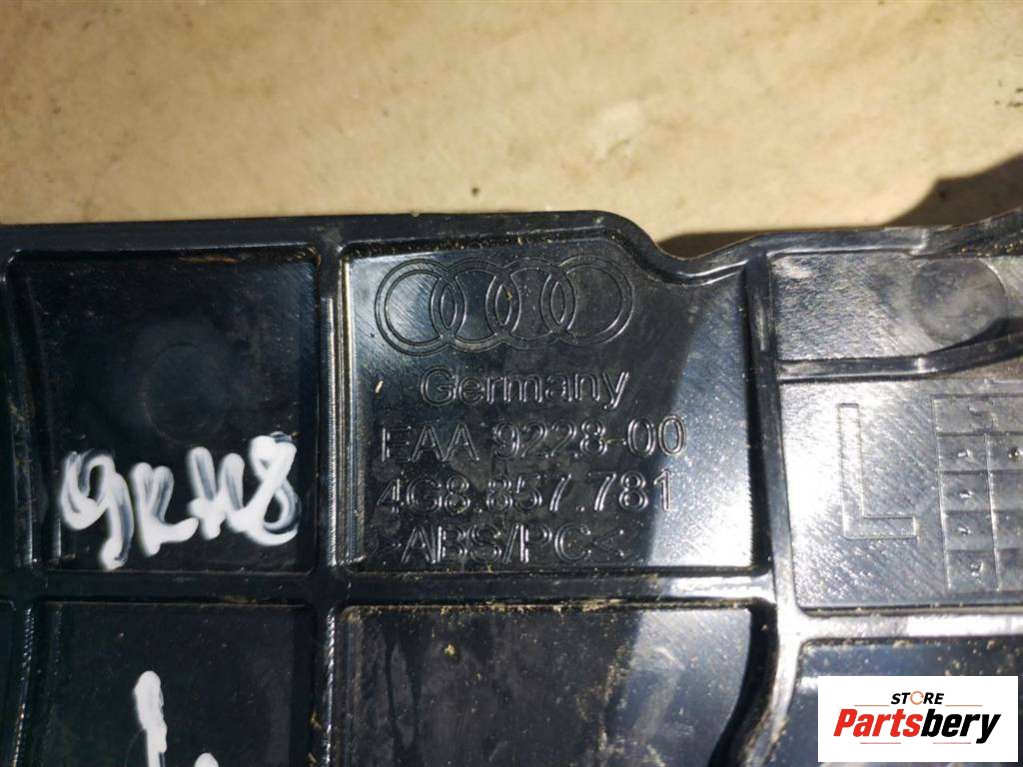 Germany
EAA 9228-00
4G8.857.781
>ABS/PC<
L
STORE
Partsbery